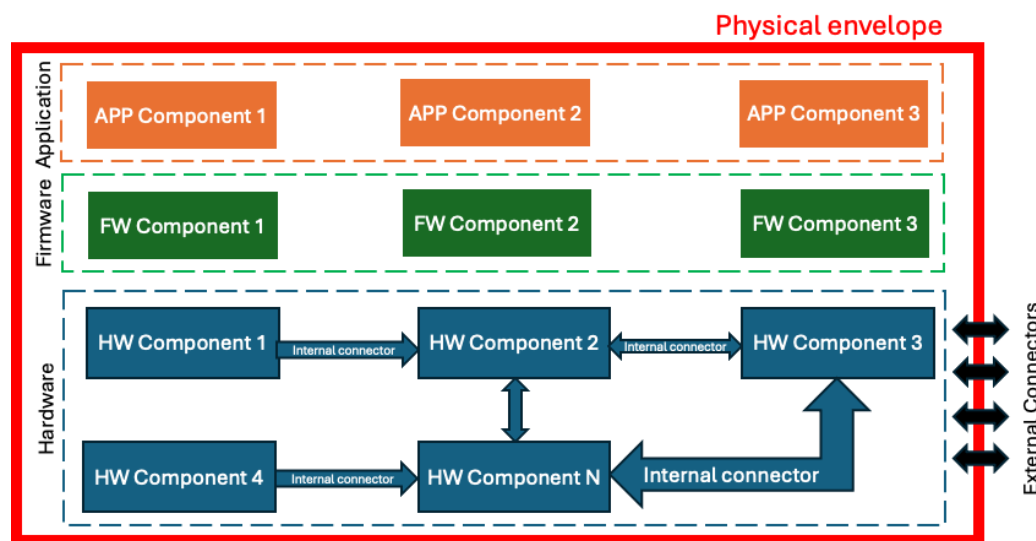 Physical envelope
Application
APP Component 1
APP Component 2
APP Component 3
Firmware
FW Component 1
FW Component 2
FW Component 3
Hardware
HW Component 1
Internal connector
HW Component 2
Internal connector
HW Component 3
HW Component 4
Internal connector
HW Component N
Internal connector
External Connectors